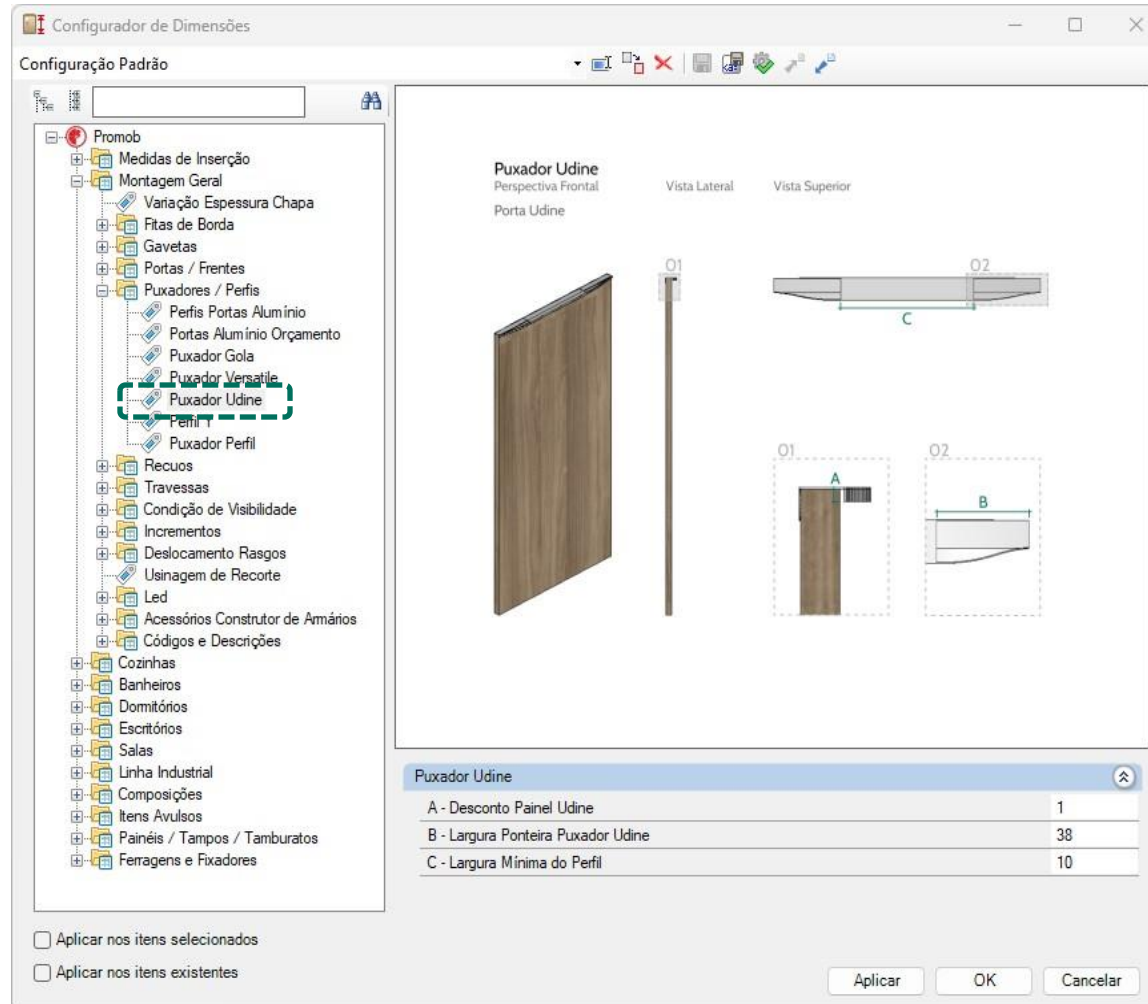 Configurador de Dimensões
Configuração Padrão
Promob
Medidas de Inserção
Montagem Geral
Variação Espessura Chapa
Fitas de Borda
Gavetas
Portas / Frentes
Puxadores / Perfis
Perfis Portas Alumínio
Portas Alumínio Orçamento
Puxador Gola
Puxador Versatile
Puxador Udine
Perfil Y
Puxador Perfil
Recuos
Travessas
Condição de Visibilidade
Incrementos
Deslocamento Rasgos
Usinagem de Recorte
Led
Acessórios Construtor de Armários
Códigos e Descrições
Cozinhas
Banheiros
Dormitórios
Escritórios
Salas
Linha Industrial
Composições
Itens Avulsos
Painéis / Tampos / Tamburatos
Ferragens e Fixadores
Puxador Udine
Perspectiva Frontal Vista Lateral Vista Superior
Porta Udine
01 02
C
01 02
A
B
Puxador Udine
A - Desconto Painel Udine 1
B - Largura Ponteira Puxador Udine 38
C - Largura Mínima do Perfil 10
Aplicar nos itens selecionados
Aplicar nos itens existentes
Aplicar OK Cancelar